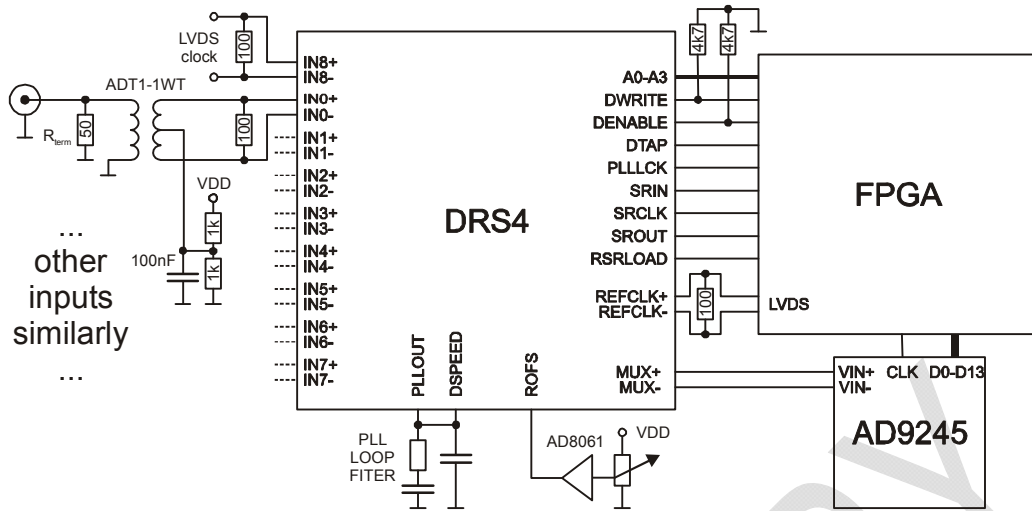 LVDS
clock
100
ADT1-1WT
R_term
50
100
VDD
1k
1k
100nF
...
other
inputs
similarly
...
IN8+
IN8-
IN0+
IN0-
IN1+
IN1-
IN2+
IN2-
IN3+
IN3-
IN4+
IN4-
IN5+
IN5-
IN6+
IN6-
IN7+
IN7-
DRS4
PLLOUT
DSPEED
ROFS
A0-A3
DWRITE
DENABLE
DTAP
PLLLCK
SRIN
SRCLK
SROUT
RSRLOAD
REFCLK+
REFCLK-
MUX+
MUX-
4k7
4k7
100
FPGA
LVDS
VIN+
VIN-
CLK
D0-D13
AD9245
PLL
LOOP
FITER
AD8061
VDD